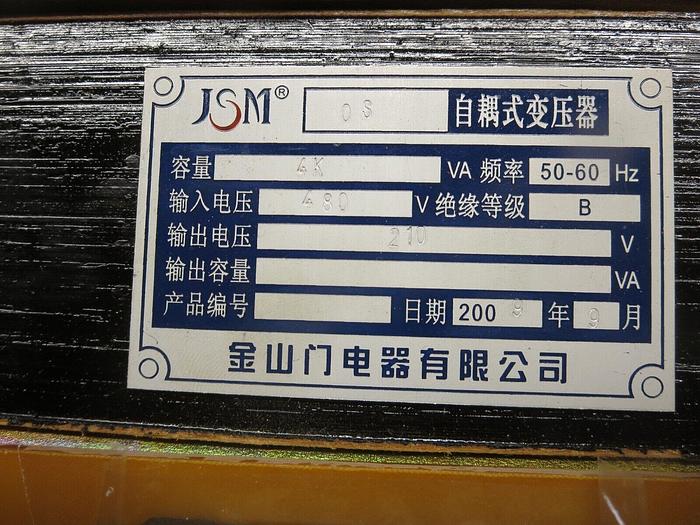 JSM® OS 自耦式变压器
容量 4K VA 频率 50-60 Hz
输入电压 480 V 绝缘等级 B
输出电压 210 V
输出容量 VA
产品编号 日期 2009 年 9 月
金山门电器有限公司